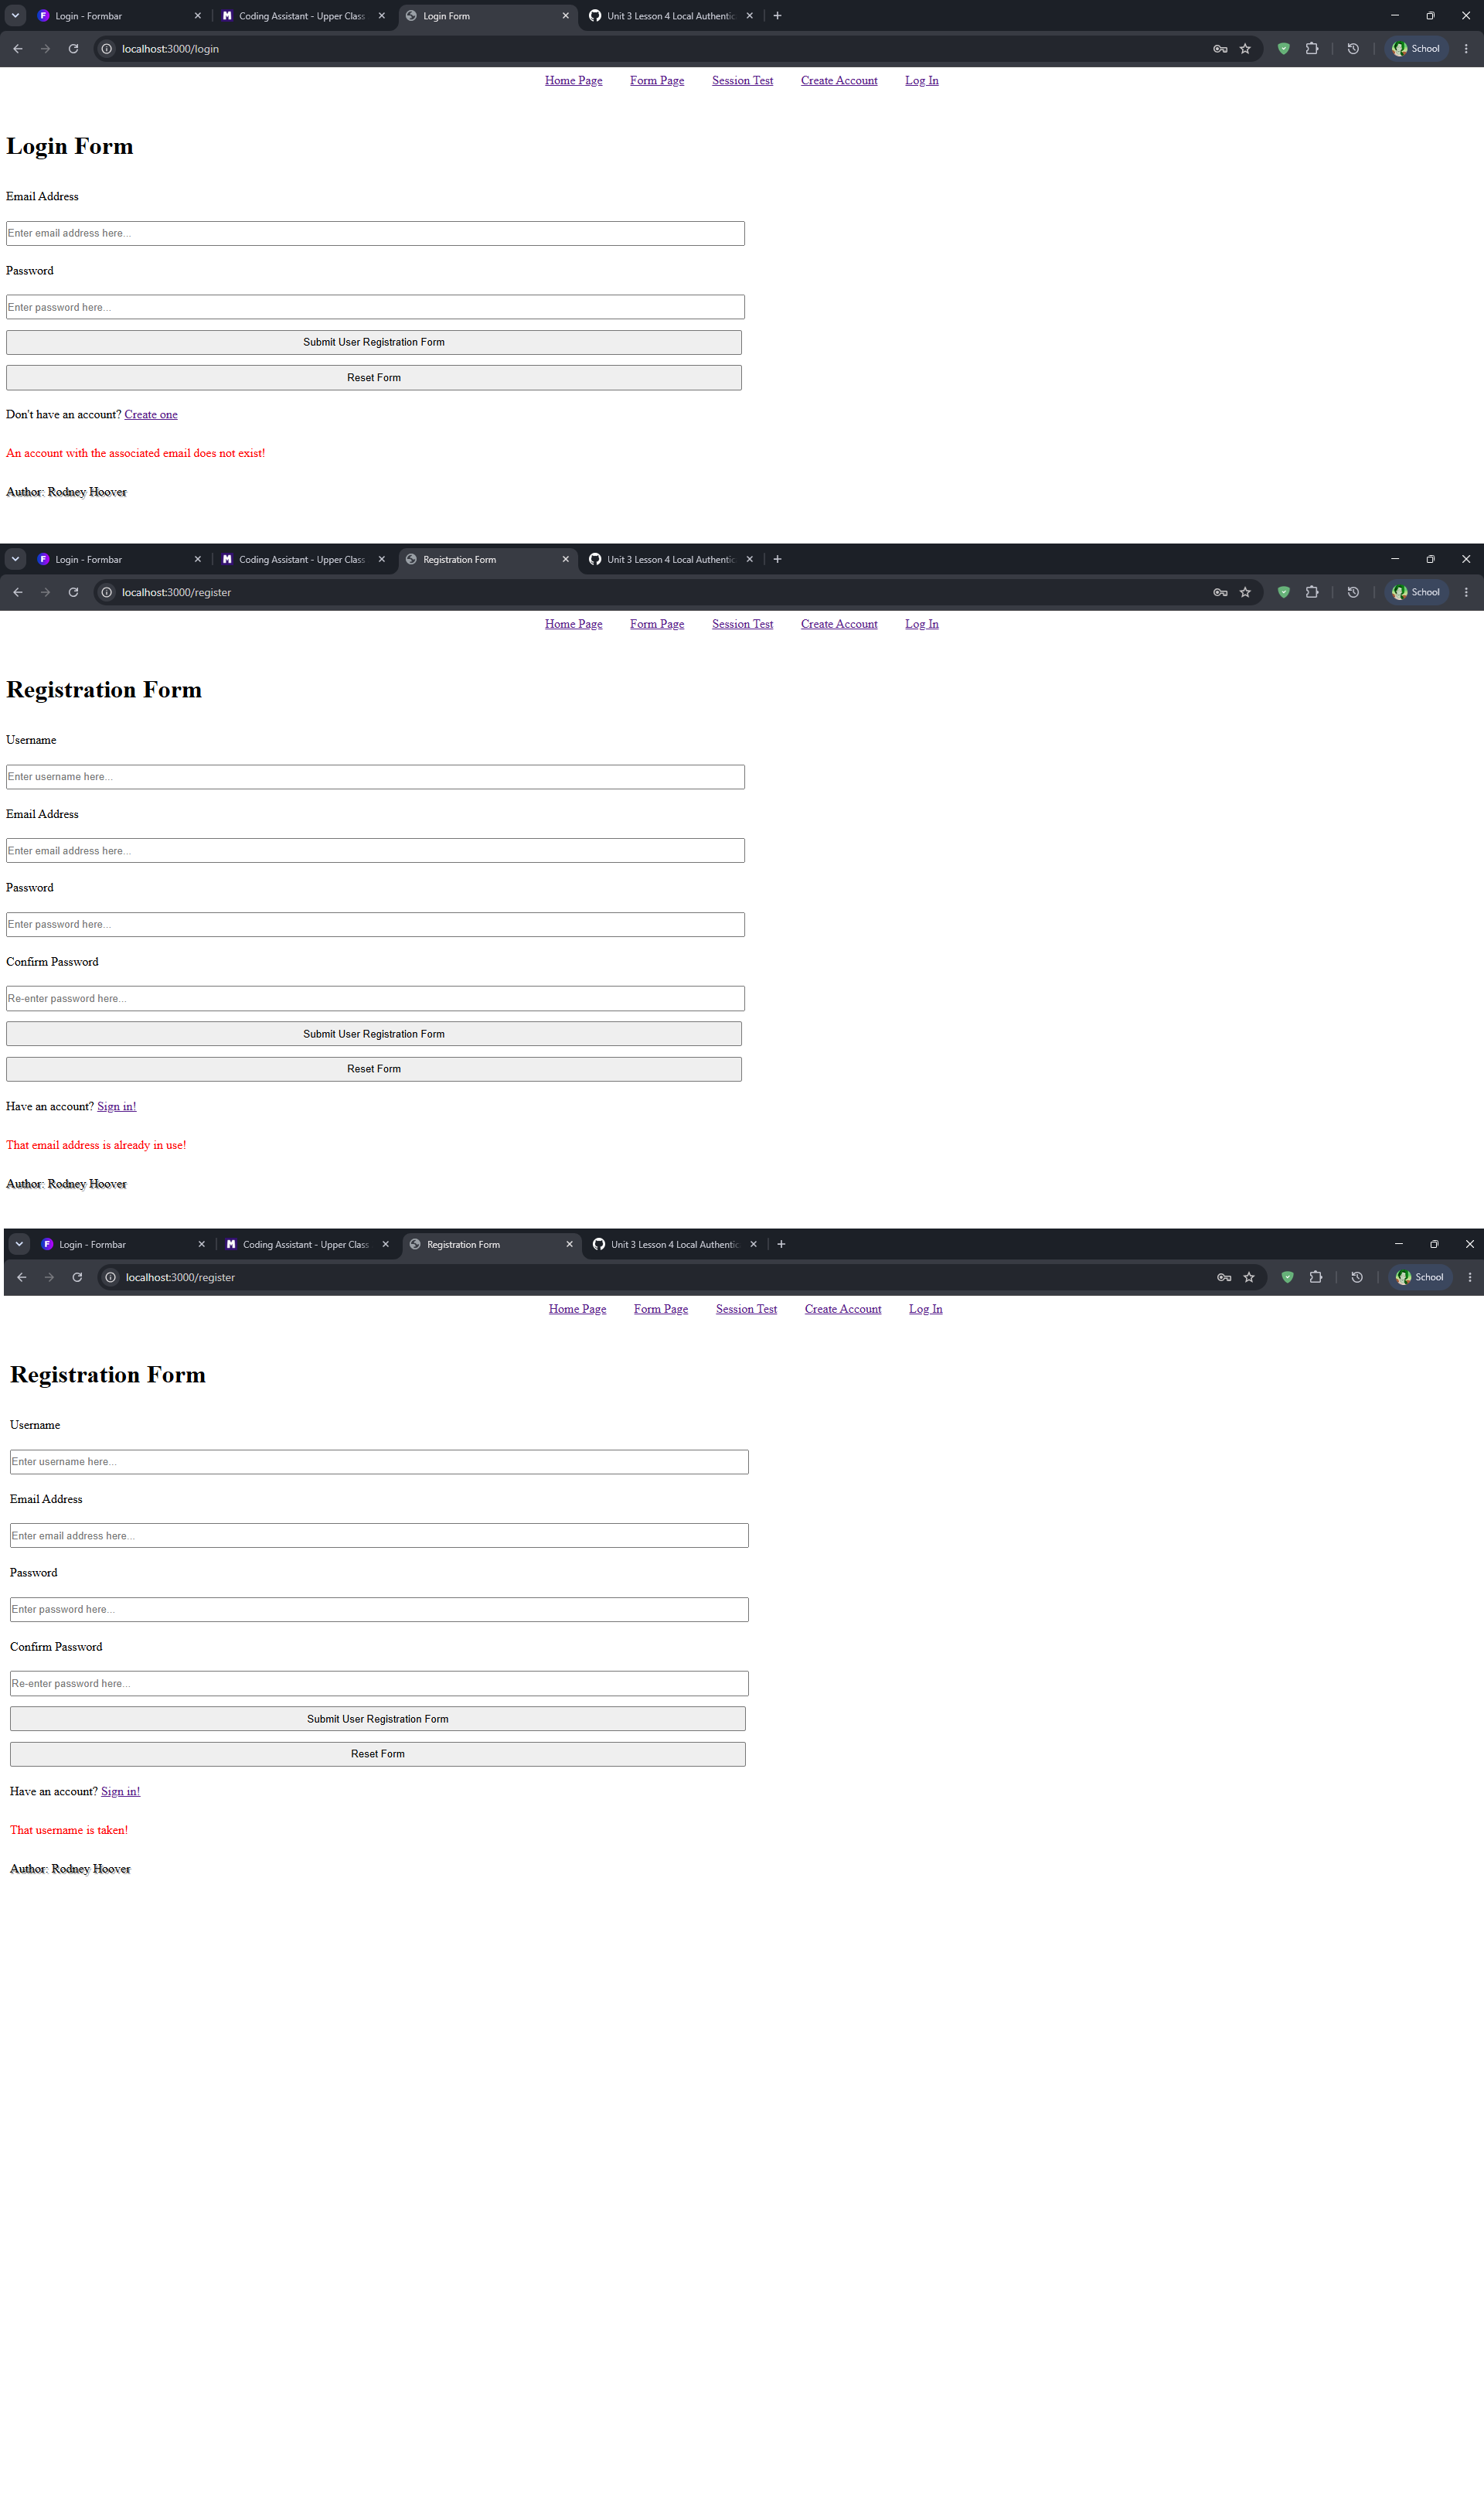 Login - Formbar Coding Assistant - Upper Class Login Form Unit 3 Lesson 4 Local Authentic
localhost:3000/login School
Home Page Form Page Session Test Create Account Log In
Login Form
Email Address
Enter email address here...
Password
Enter password here...
Submit User Registration Form
Reset Form
Don't have an account? Create one
An account with the associated email does not exist!
Author: Rodney Hoover
Login - Formbar Coding Assistant - Upper Class Registration Form Unit 3 Lesson 4 Local Authentic
localhost:3000/register School
Home Page Form Page Session Test Create Account Log In
Registration Form
Username
Enter username here...
Email Address
Enter email address here...
Password
Enter password here...
Confirm Password
Re-enter password here...
Submit User Registration Form
Reset Form
Have an account? Sign in!
That email address is already in use!
Author: Rodney Hoover
Login - Formbar Coding Assistant - Upper Class Registration Form Unit 3 Lesson 4 Local Authentic
localhost:3000/register School
Home Page Form Page Session Test Create Account Log In
Registration Form
Username
Enter username here...
Email Address
Enter email address here...
Password
Enter password here...
Confirm Password
Re-enter password here...
Submit User Registration Form
Reset Form
Have an account? Sign in!
That username is taken!
Author: Rodney Hoover